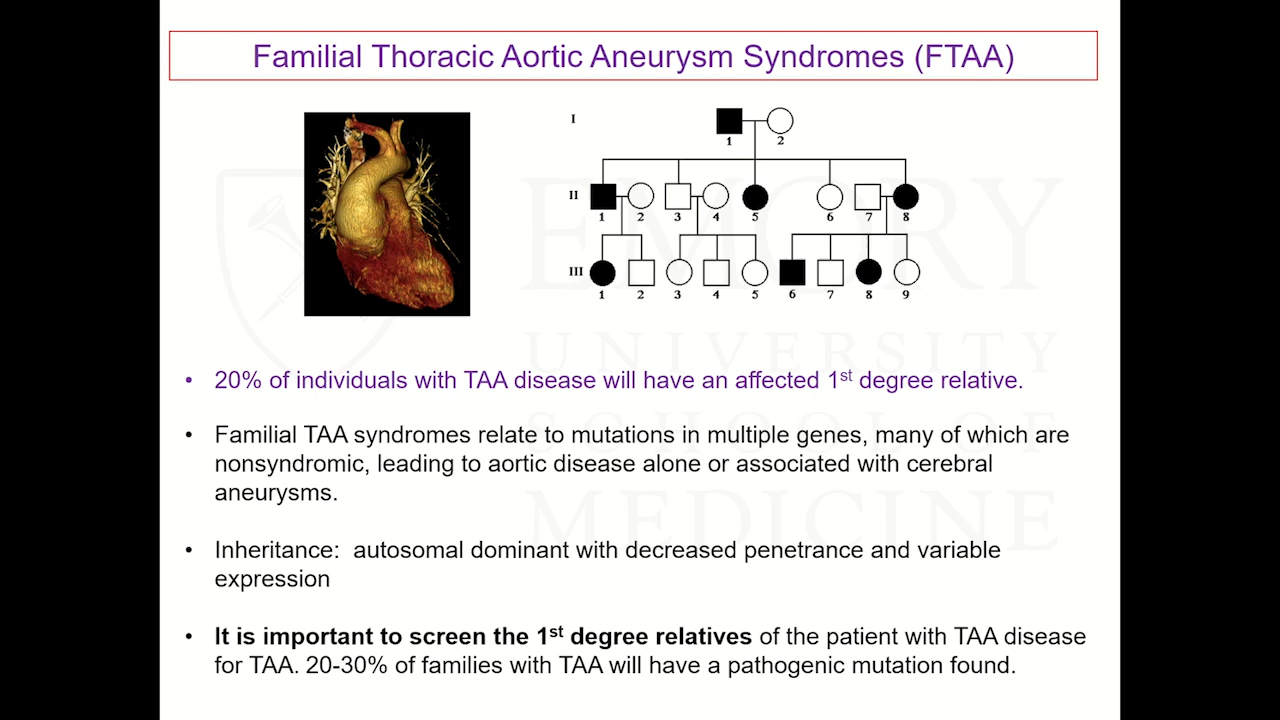 Familial Thoracic Aortic Aneurysm Syndromes (FTAA)
I
1 2
II
1 2 3 4 5 6 7 8
III
1 2 3 4 5 6 7 8 9
EMORY
UNIVERSITY
SCHOOL OF
MEDICINE
• 20% of individuals with TAA disease will have an affected 1st degree relative.
• Familial TAA syndromes relate to mutations in multiple genes, many of which are
nonsyndromic, leading to aortic disease alone or associated with cerebral
aneurysms.
• Inheritance:  autosomal dominant with decreased penetrance and variable
expression
• It is important to screen the 1st degree relatives of the patient with TAA disease
for TAA. 20-30% of families with TAA will have a pathogenic mutation found.